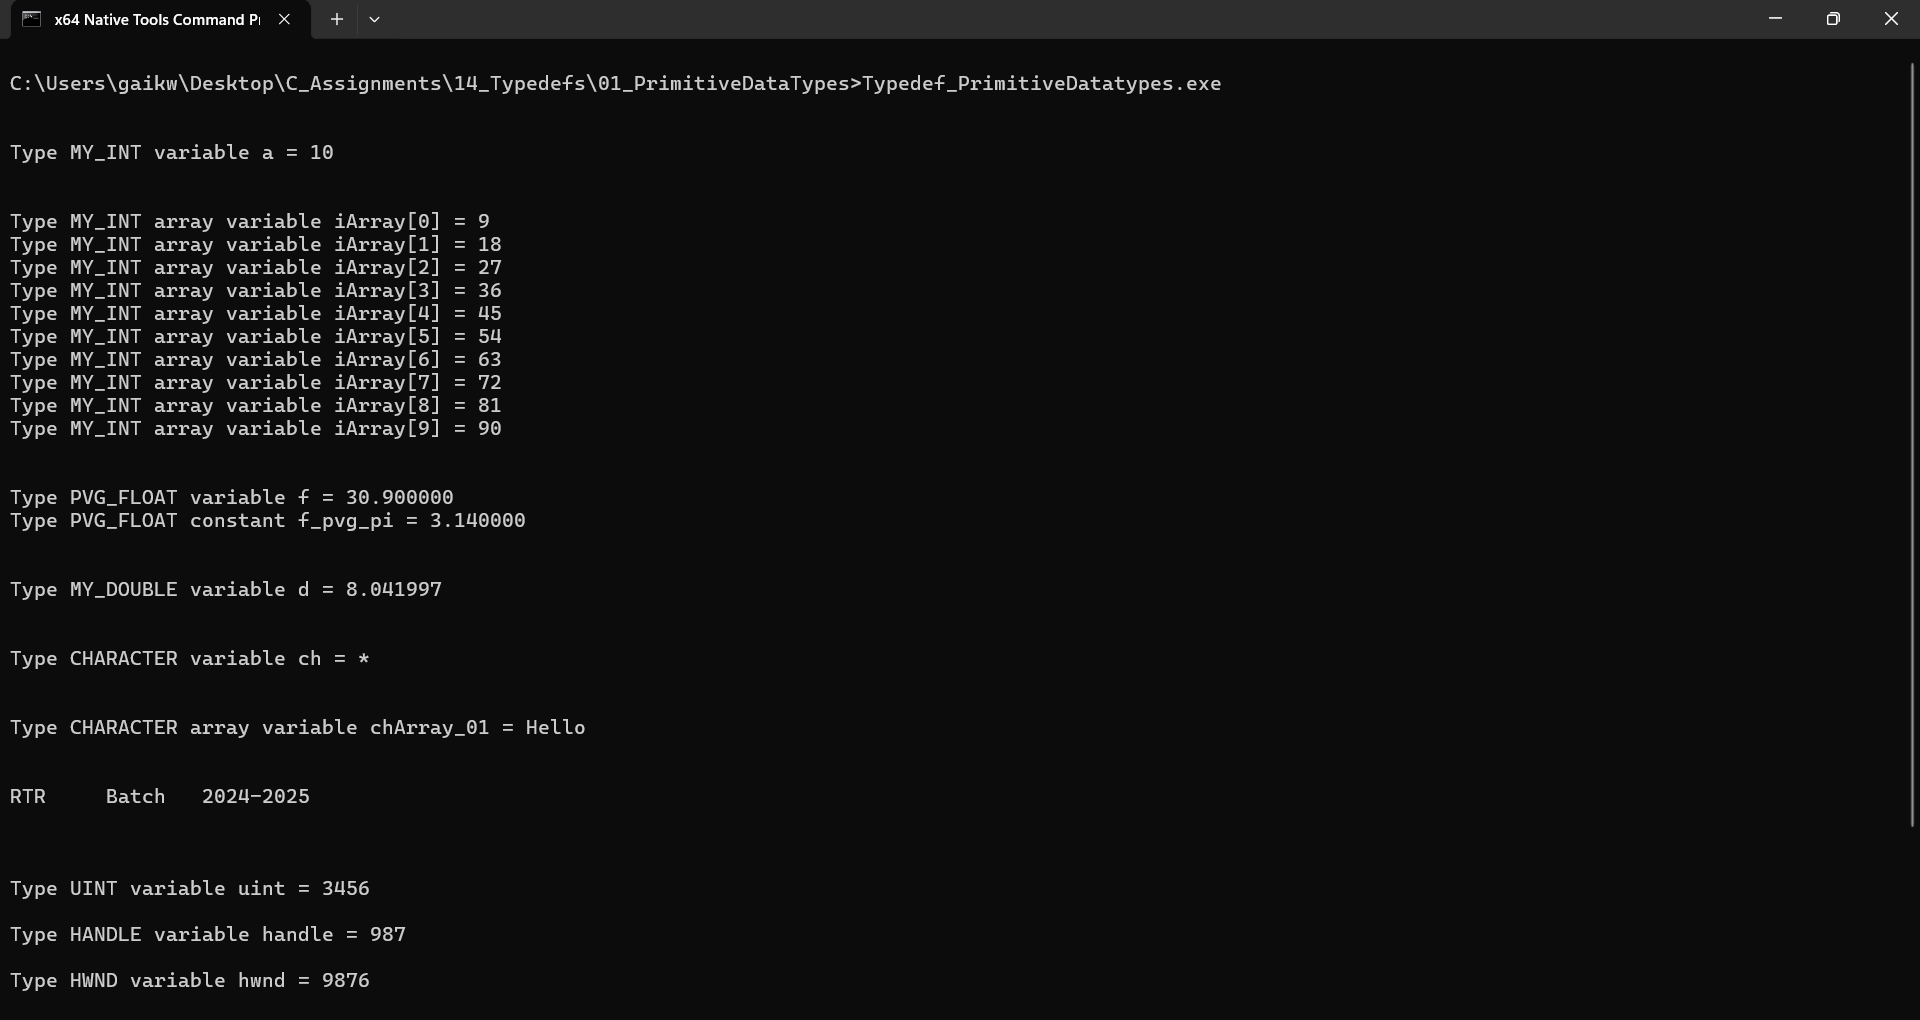 x64 Native Tools Command P
C:\Users\gaikw\Desktop\C_Assignments\14_Typedefs\01_PrimitiveDataTypes>Typedef_PrimitiveDatatypes.exe
Type MY_INT variable a = 10
Type MY_INT array variable iArray[0] = 9
Type MY_INT array variable iArray[1] = 18
Type MY_INT array variable iArray[2] = 27
Type MY_INT array variable iArray[3] = 36
Type MY_INT array variable iArray[4] = 45
Type MY_INT array variable iArray[5] = 54
Type MY_INT array variable iArray[6] = 63
Type MY_INT array variable iArray[7] = 72
Type MY_INT array variable iArray[8] = 81
Type MY_INT array variable iArray[9] = 90
Type PVG_FLOAT variable f = 30.900000
Type PVG_FLOAT constant f_pvg_pi = 3.140000
Type MY_DOUBLE variable d = 8.041997
Type CHARACTER variable ch = *
Type CHARACTER array variable chArray_01 = Hello
RTR     Batch   2024-2025
Type UINT variable uint = 3456
Type HANDLE variable handle = 987
Type HWND variable hwnd = 9876